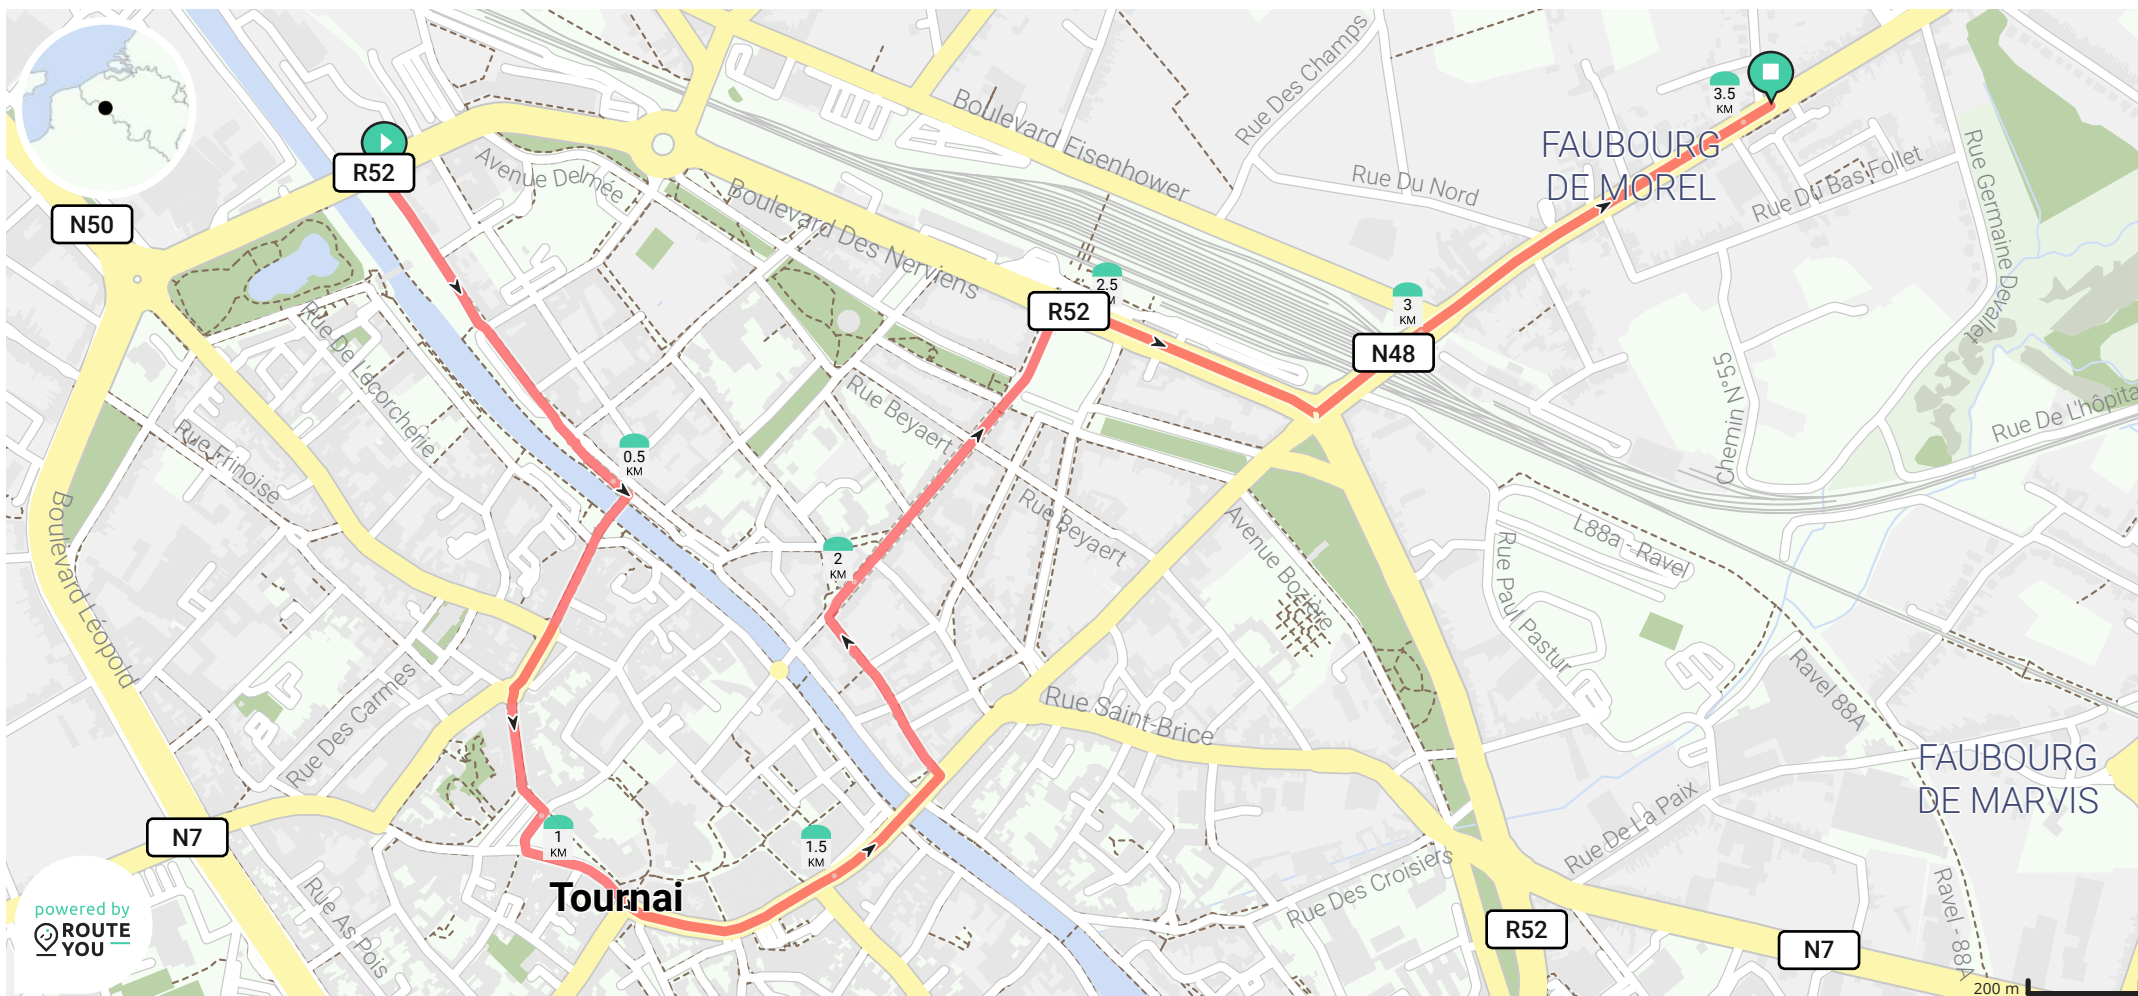 3.5
KM
FAUBOURG
DE MOREL
Rue Des Champs
Boulevard Eisenhower
Rue Du Nord
Rue Du Bas Follet
Rue Germaine Devallet
R52
Avenue Delmée
N50
Boulevard Des Nerviens
2.5
R52
3
KM
N48
Rue De L'écorcherie
Rue Beyaert
Chemin N°55
Rue De L'hôpita
Rue Frinoise
0.5
KM
Rue Beyaert
Avenue Bozière
L88a - Ravel
Boulevard Léopold
2
KM
Rue Paul Pastur
Rue Des Carmes
Rue Saint-Brice
Ravel 88A
FAUBOURG
DE MARVIS
N7
1
KM
1.5
KM
Rue De La Paix
Rue Des Croisiers
Tournai
Rue As Pois
Ravel - 88A
R52
N7
powered by
ROUTE
YOU
200 m